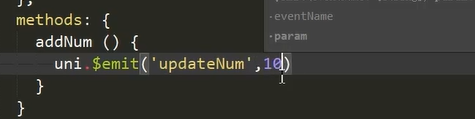 methods: {
·eventName
addNum () {
·param
uni.$emit('updateNum',10)
}
}